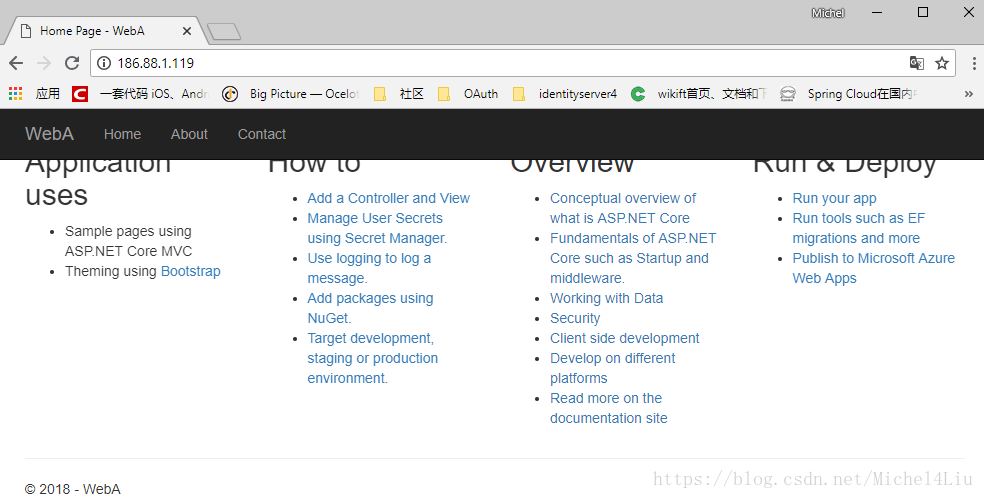 Michel
Home Page - WebA
186.88.1.119
应用
一套代码 iOS、Andr
Big Picture — Ocelot
社区
OAuth
identityserver4
wikift首页、文档和下
Spring Cloud在国内
WebA Home About Contact
Application
uses
Sample pages using
ASP.NET Core MVC
Theming using Bootstrap
How to
Add a Controller and View
Manage User Secrets
using Secret Manager.
Use logging to log a
message.
Add packages using
NuGet.
Target development,
staging or production
environment.
Overview
Conceptual overview of
what is ASP.NET Core
Fundamentals of ASP.NET
Core such as Startup and
middleware.
Working with Data
Security
Client side development
Develop on different
platforms
Read more on the
documentation site
Run & Deploy
Run your app
Run tools such as EF
migrations and more
Publish to Microsoft Azure
Web Apps
© 2018 - WebA
https://blog.csdn.net/Michel4Liu